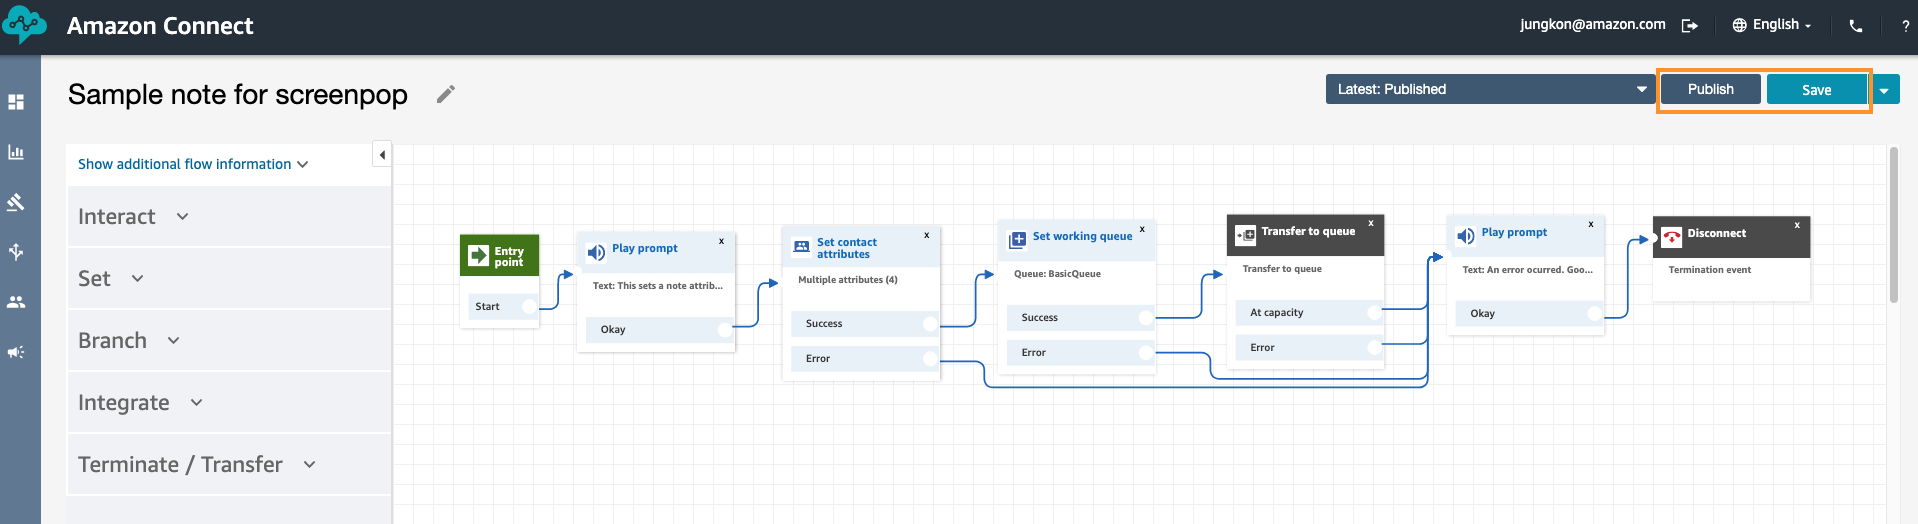 Amazon Connect
jungkon@amazon.com
English
?
Sample note for screenpop
Latest: Published
Publish
Save
Show additional flow information
Interact
Set
Branch
Integrate
Terminate / Transfer
Entry
point
Start
Play prompt
x
Text: This sets a note attrib...
Okay
Set contact
attributes
x
Multiple attributes (4)
Success
Error
Set working queue
x
Queue: BasicQueue
Success
Error
Transfer to queue
x
Transfer to queue
At capacity
Error
Play prompt
x
Text: An error ocurred. Goo...
Okay
Disconnect
x
Termination event